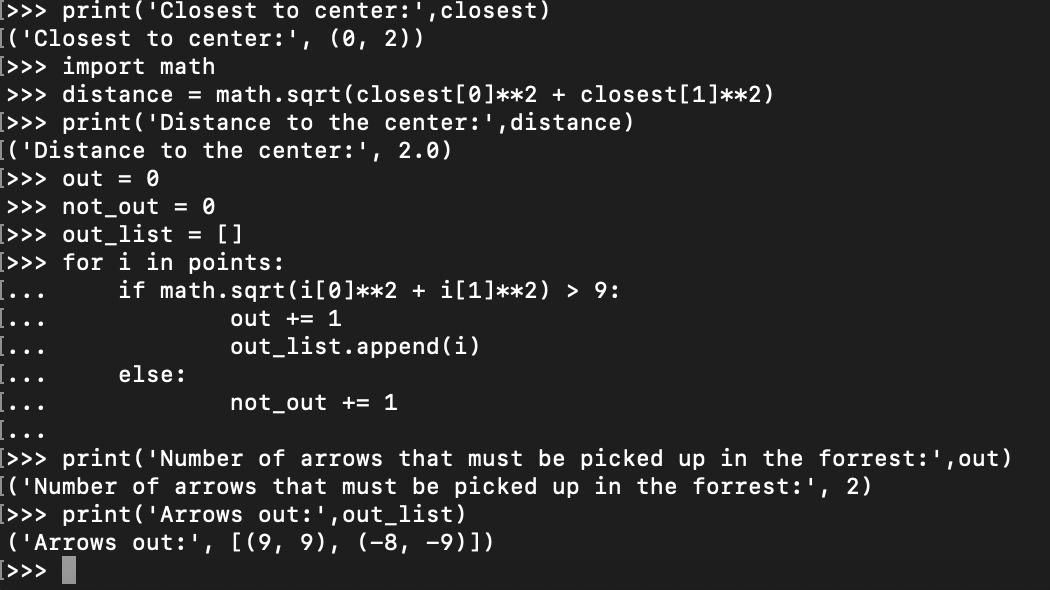 [>>> print('Closest to center:',closest)
[('Closest to center:', (0, 2))
[>>> import math
>>> distance = math.sqrt(closest[0]**2 + closest[1]**2)
[>>> print('Distance to the center:',distance)
[('Distance to the center:', 2.0)
[>>> out = 0
>>> not_out = 0
[>>> out_list = []
[>>> for i in points:
[...     if math.sqrt(i[0]**2 + i[1]**2) > 9:
[...             out += 1
[...             out_list.append(i)
[...     else:
[...             not_out += 1
[...
[>>> print('Number of arrows that must be picked up in the forrest:',out)
[('Number of arrows that must be picked up in the forrest:', 2)
[>>> print('Arrows out:',out_list)
('Arrows out:', [(9, 9), (-8, -9)])
[>>>